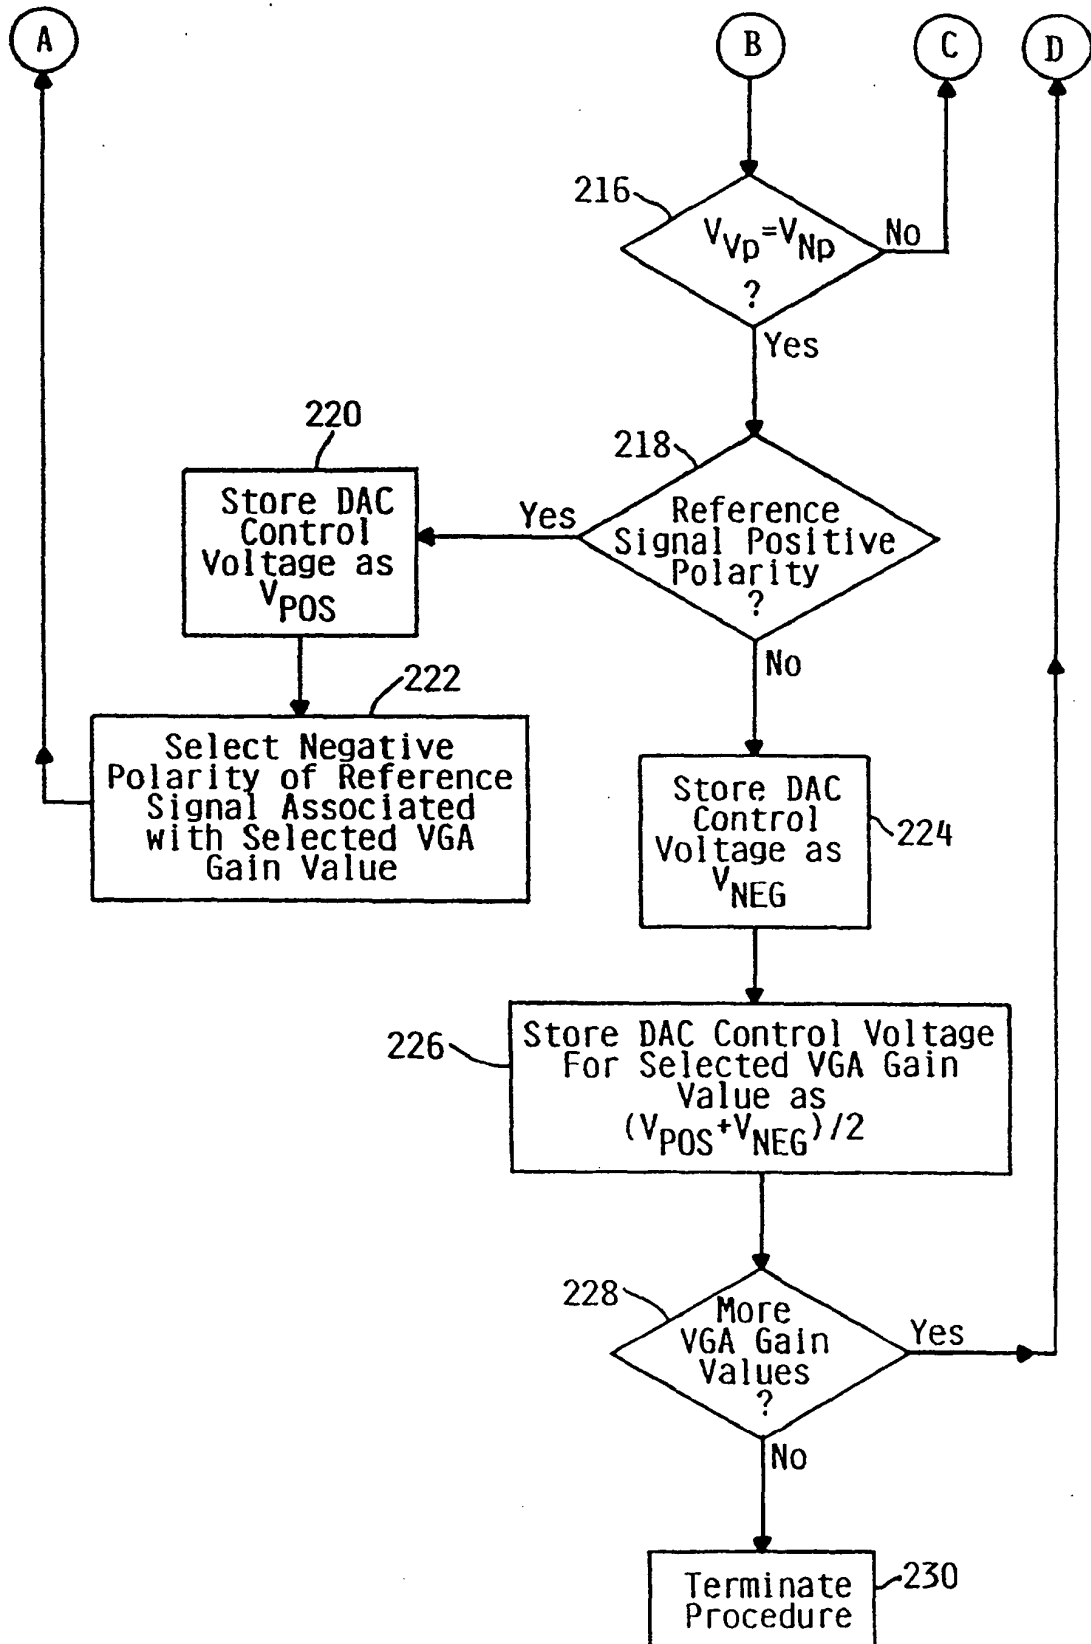 A
B
C
D
216
V_Vp=V_Np
?
No
Yes
220
218
Store DAC
Control
Voltage as
V_POS
Yes
Reference
Signal Positive
Polarity
?
No
222
Select Negative
Polarity of Reference
Signal Associated
with Selected VGA
Gain Value
Store DAC
Control
Voltage as
V_NEG
224
226
Store DAC Control Voltage
For Selected VGA Gain
Value as
(V_POS+V_NEG)/2
228
More
VGA Gain
Values
?
Yes
No
Terminate
Procedure
230